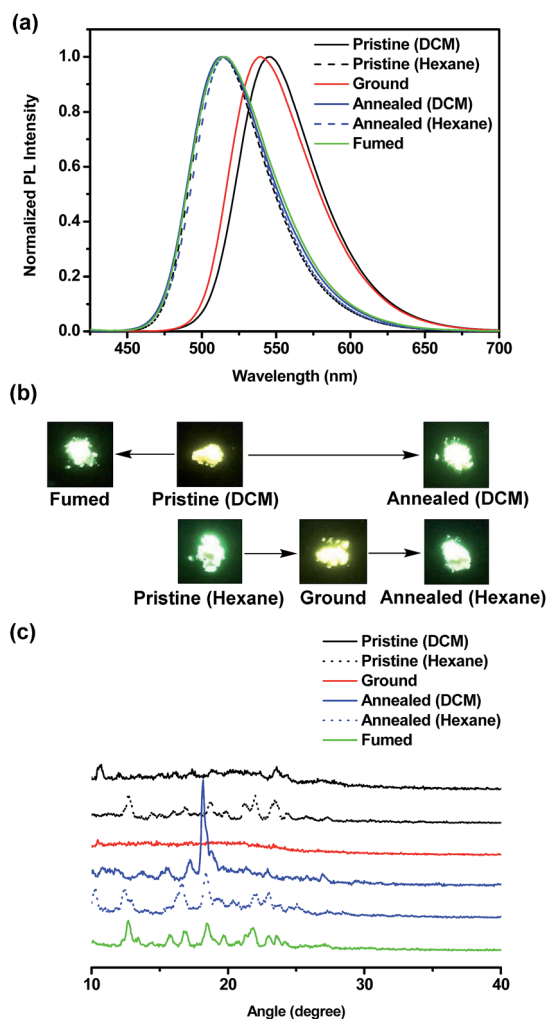 (a)
Normalized PL Intensity
1.0
0.8
0.6
0.4
0.2
0.0
Pristine (DCM)
Pristine (Hexane)
Ground
Annealed (DCM)
Annealed (Hexane)
Fumed
450 500 550 600 650 700
Wavelength (nm)
(b)
Fumed Pristine (DCM) Annealed (DCM)
Pristine (Hexane) Ground Annealed (Hexane)
(c)
Pristine (DCM)
Pristine (Hexane)
Ground
Annealed (DCM)
Annealed (Hexane)
Fumed
10 20 30 40
Angle (degree)